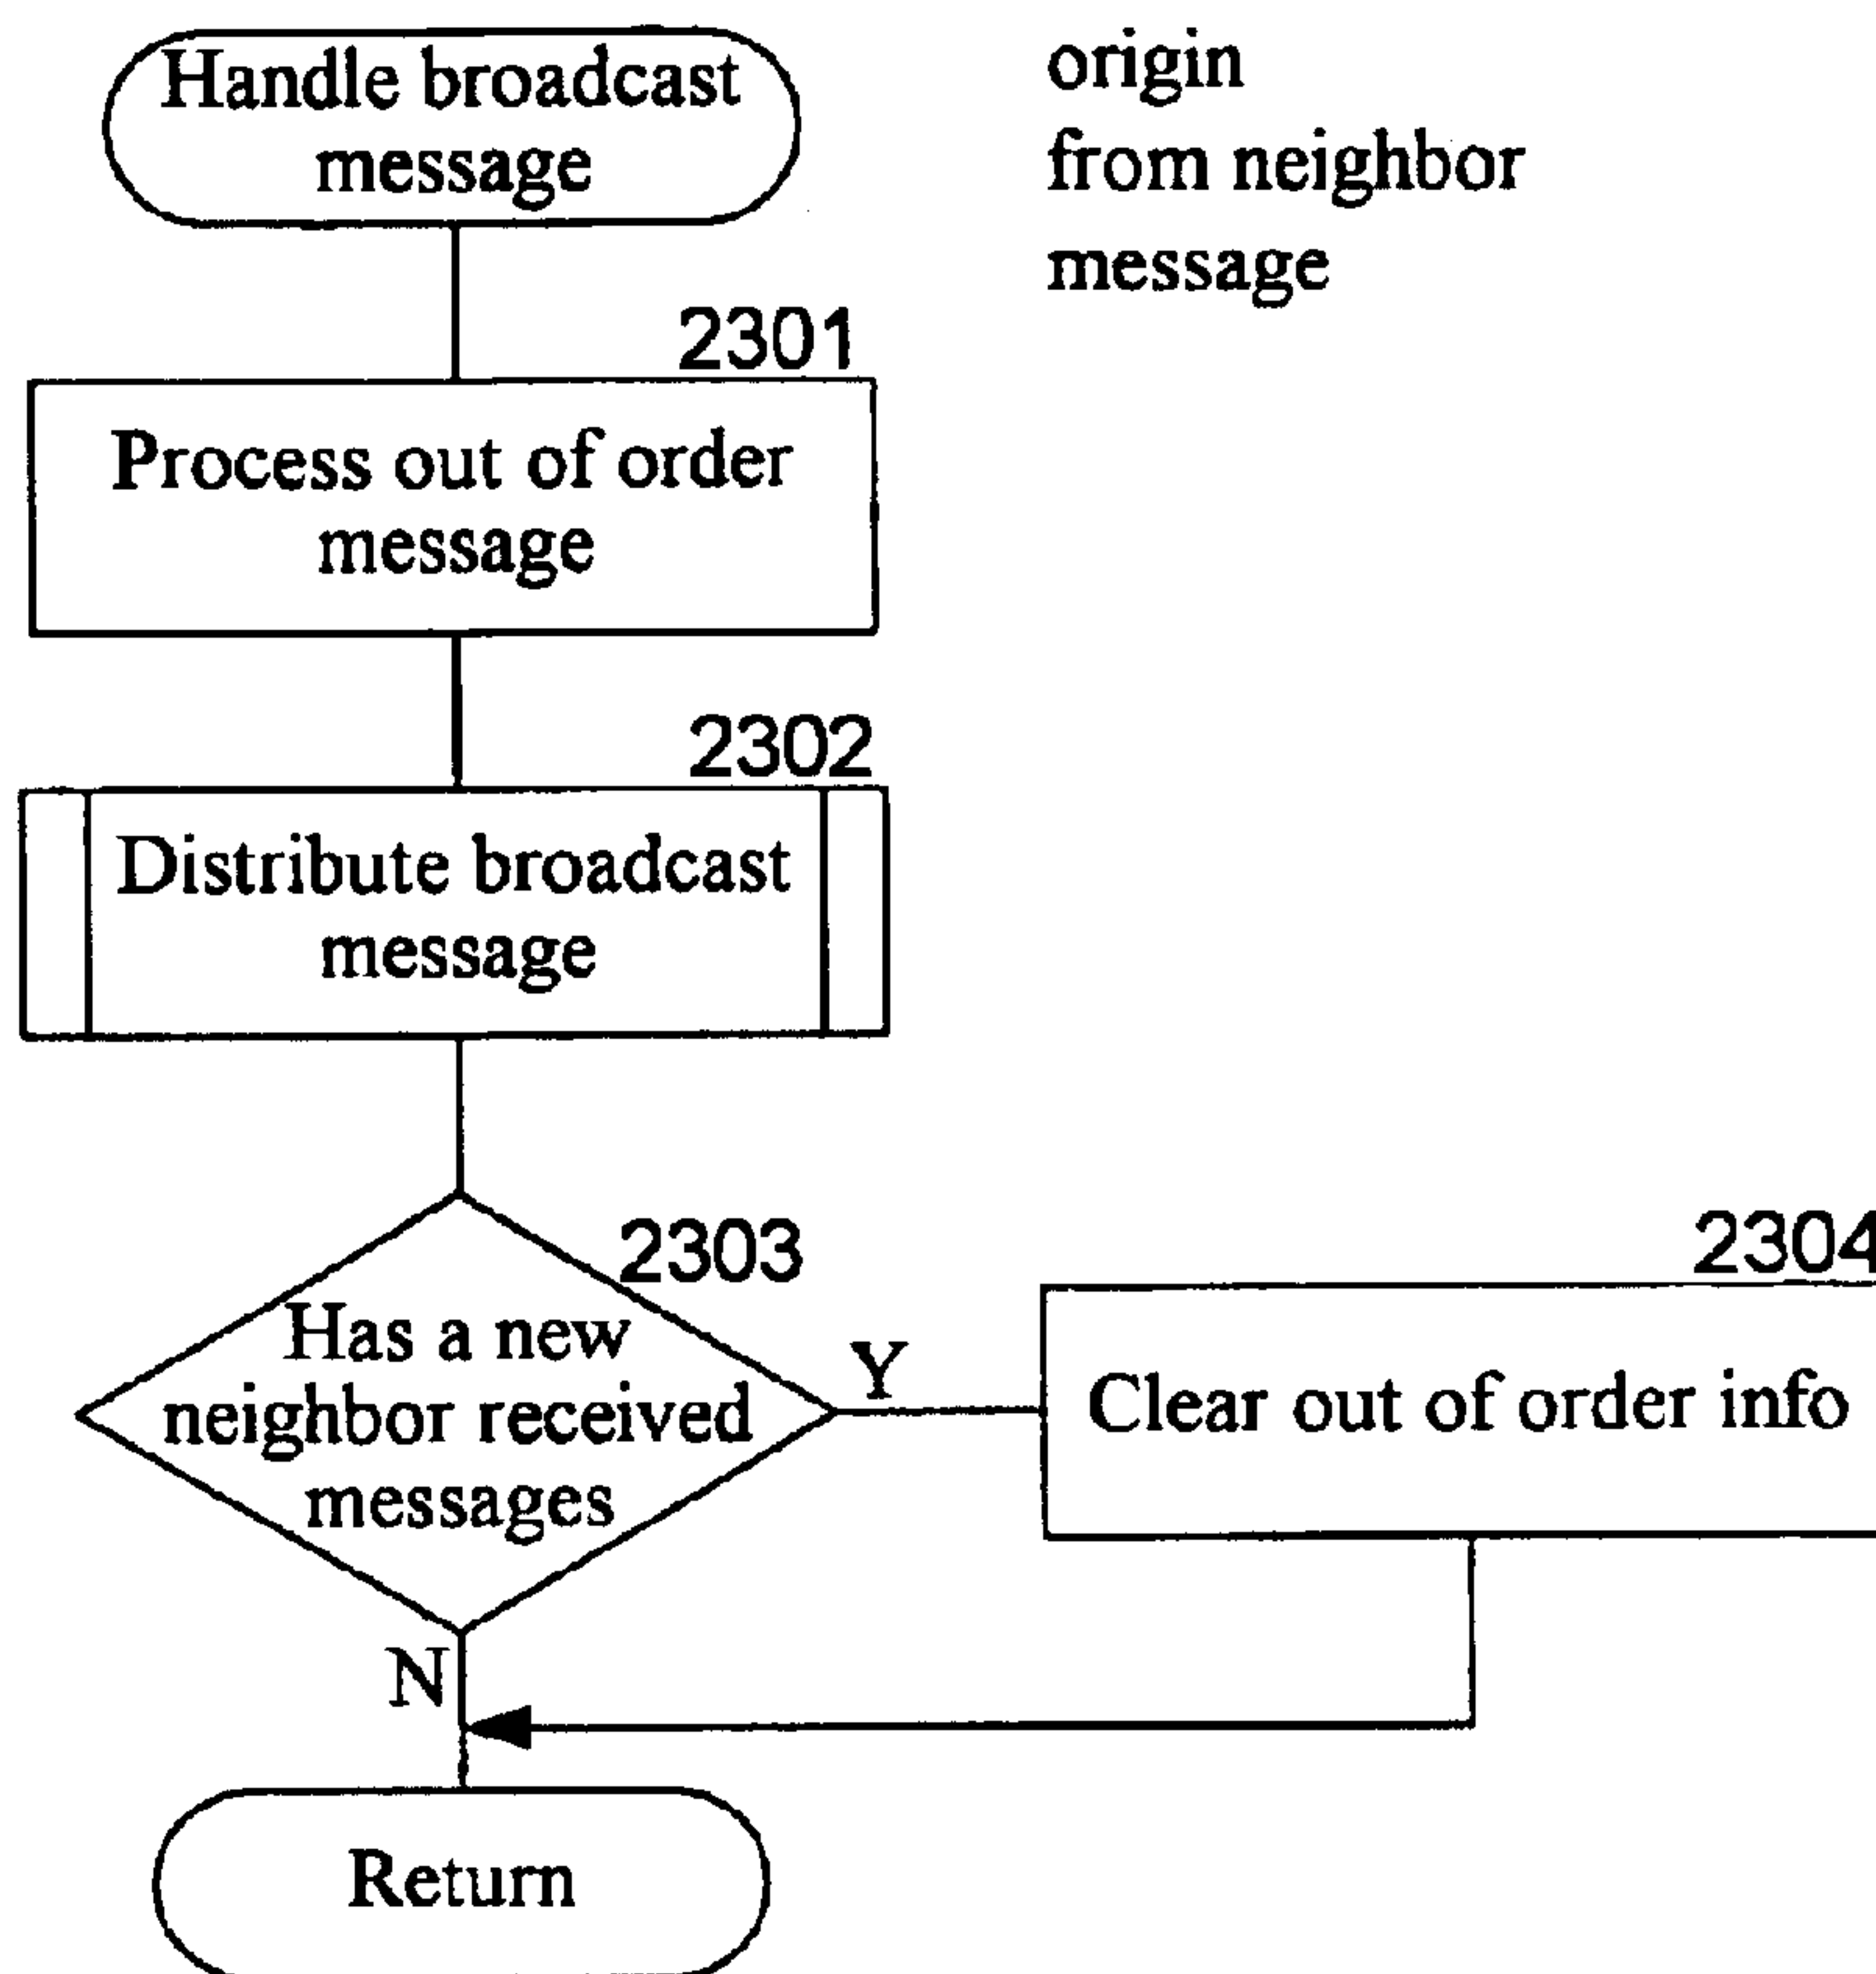 Handle broadcast
message
origin
from neighbor
message
2301
Process out of order
message
2302
Distribute broadcast
message
2303
Has a new
neighbor received
messages
Y
2304
Clear out of order info
N
Return